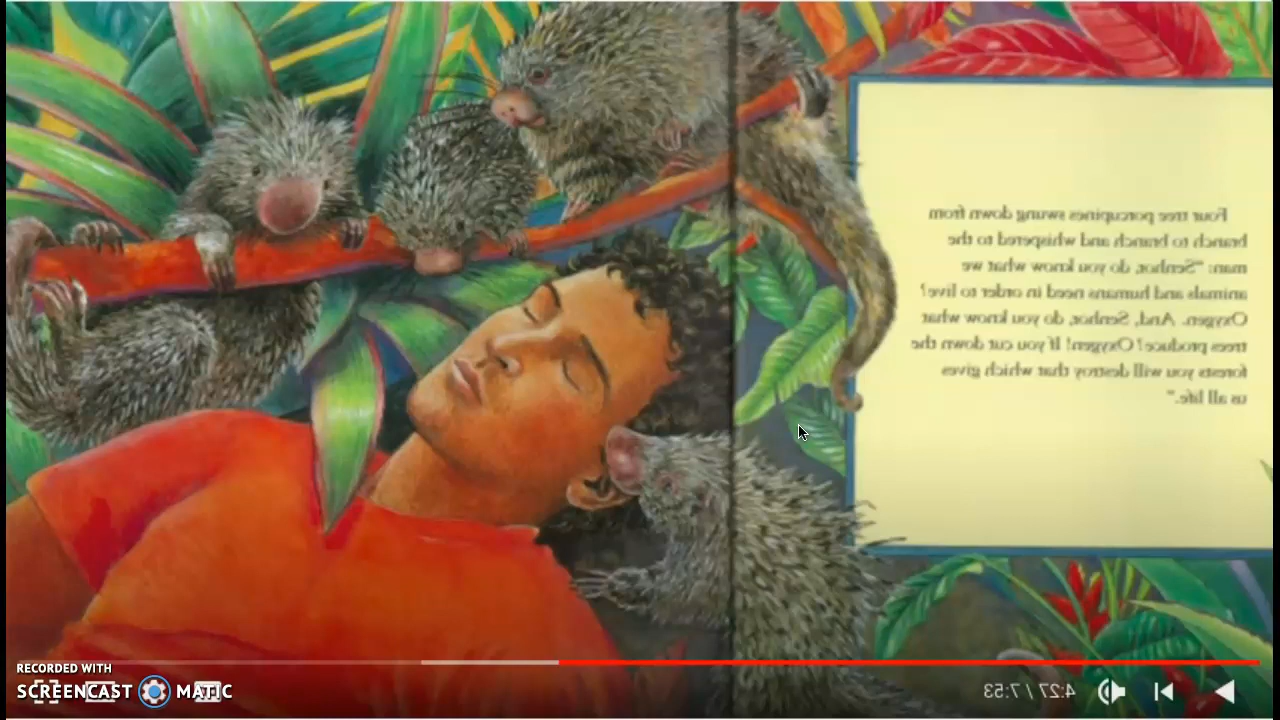 Four tree porcupines swung down from
branch to branch and whispered to the
man: "Senhor, do you know what we
animals and humans need in order to live?
Oxygen. And, Senhor, do you know what
trees produce? Oxygen! If you cut down the
forests you will destroy that which gives
us all life."
RECORDED WITH
SCREENCAST MATIC
4:27 / 7:53